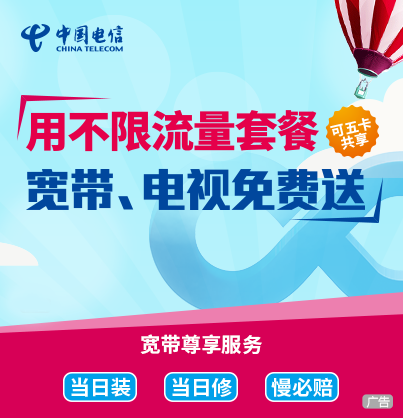 中国电信
CHINA TELECOM
用不限流量套餐
可五卡
共享
宽带、电视免费送
宽带尊享服务
当日装
当日修
慢必赔
广告